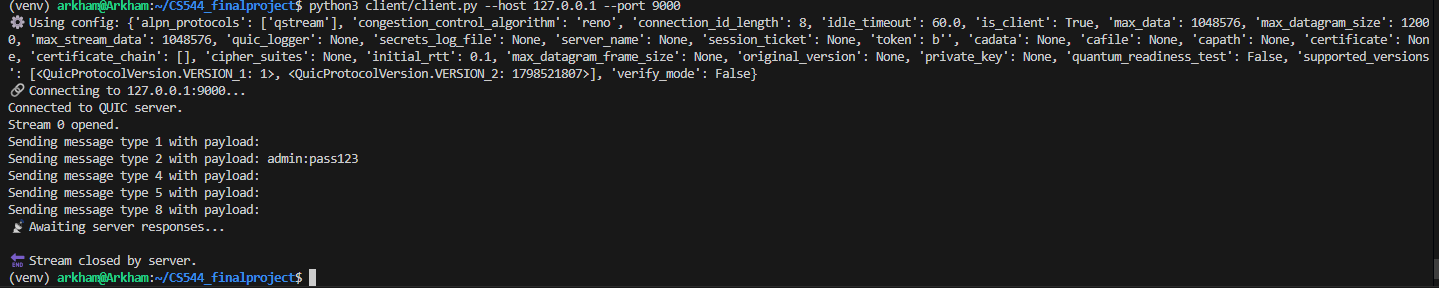 (venv) arkham@Arkham:~/CS544_finalproject$ python3 client/client.py --host 127.0.0.1 --port 9000
Using config: {'alpn_protocols': ['qstream'], 'congestion_control_algorithm': 'reno', 'connection_id_length': 8, 'idle_timeout': 60.0, 'is_client': True, 'max_data': 1048576, 'max_datagram_size': 120
0, 'max_stream_data': 1048576, 'quic_logger': None, 'secrets_log_file': None, 'server_name': None, 'session_ticket': None, 'token': b'', 'cadata': None, 'cafile': None, 'capath': None, 'certificate': Non
e, 'certificate_chain': [], 'cipher_suites': None, 'initial_rtt': 0.1, 'max_datagram_frame_size': None, 'original_version': None, 'private_key': None, 'quantum_readiness_test': False, 'supported_versions
': [<QuicProtocolVersion.VERSION_1: 1>, <QuicProtocolVersion.VERSION_2: 1798521807>], 'verify_mode': False}
Connecting to 127.0.0.1:9000...
Connected to QUIC server.
Stream 0 opened.
Sending message type 1 with payload:
Sending message type 2 with payload: admin:pass123
Sending message type 4 with payload:
Sending message type 5 with payload:
Sending message type 8 with payload:
Awaiting server responses...
END Stream closed by server.
(venv) arkham@Arkham:~/CS544_finalproject$